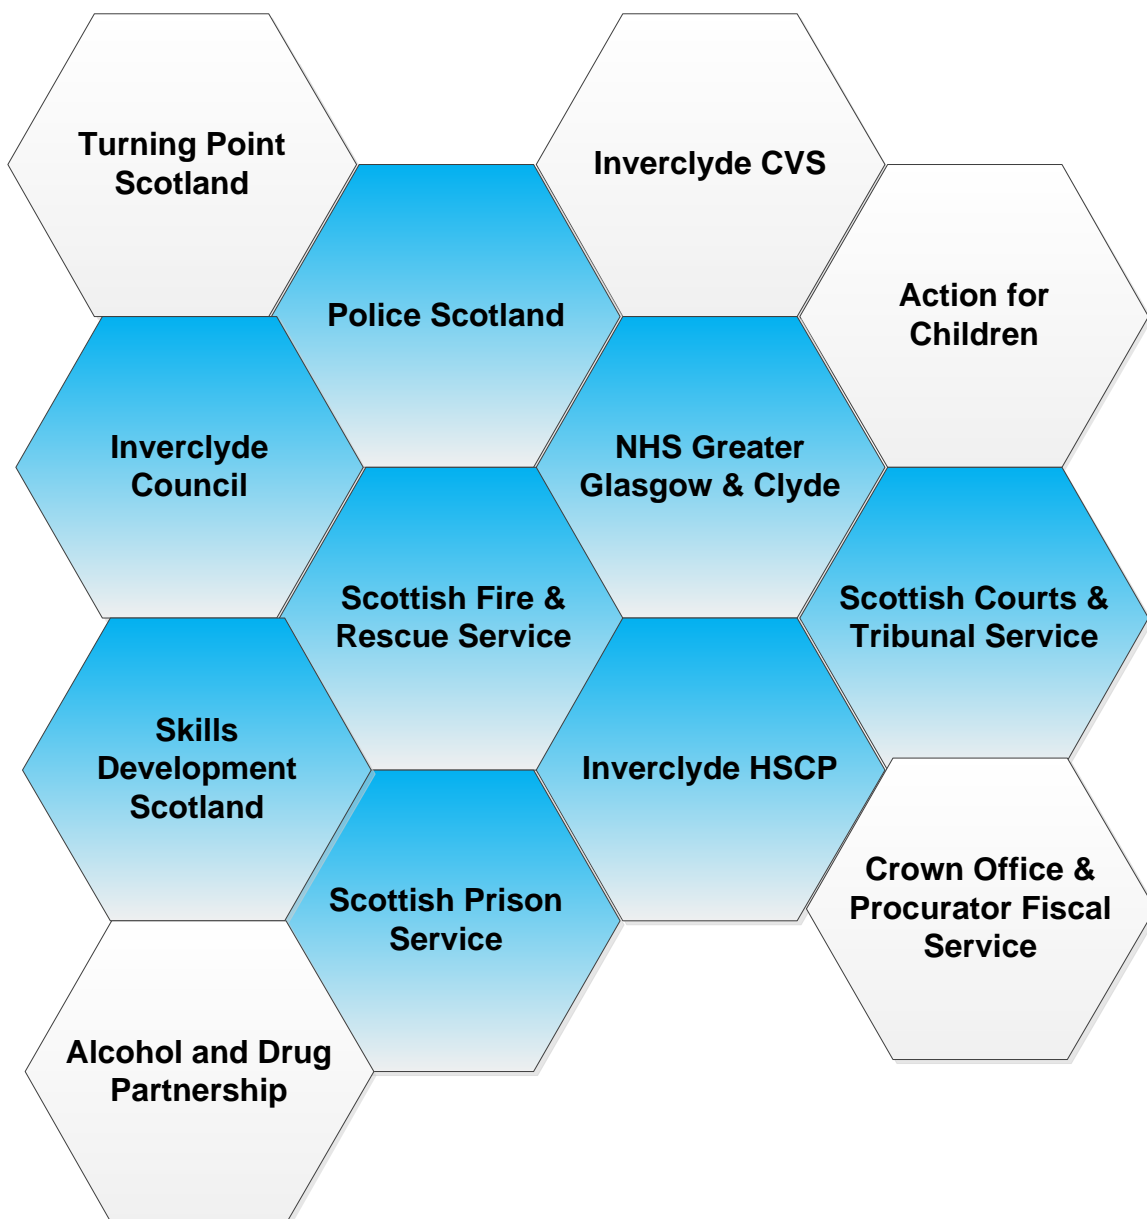 Turning Point
Scotland
Inverclyde CVS
Police Scotland
Action for
Children
Inverclyde
Council
NHS Greater
Glasgow & Clyde
Scottish Fire &
Rescue Service
Scottish Courts &
Tribunal Service
Skills
Development
Scotland
Inverclyde HSCP
Scottish Prison
Service
Crown Office &
Procurator Fiscal
Service
Alcohol and Drug
Partnership